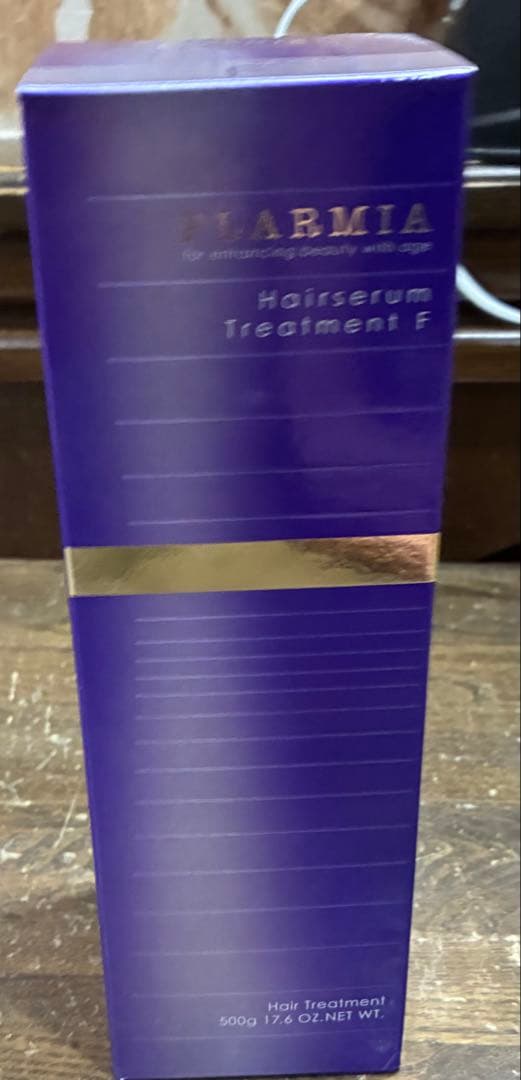 PLARMIA
for enhancing beauty with age
Hairserum
Treatment F
Hair Treatment
500g 17.6 OZ.NET WT.